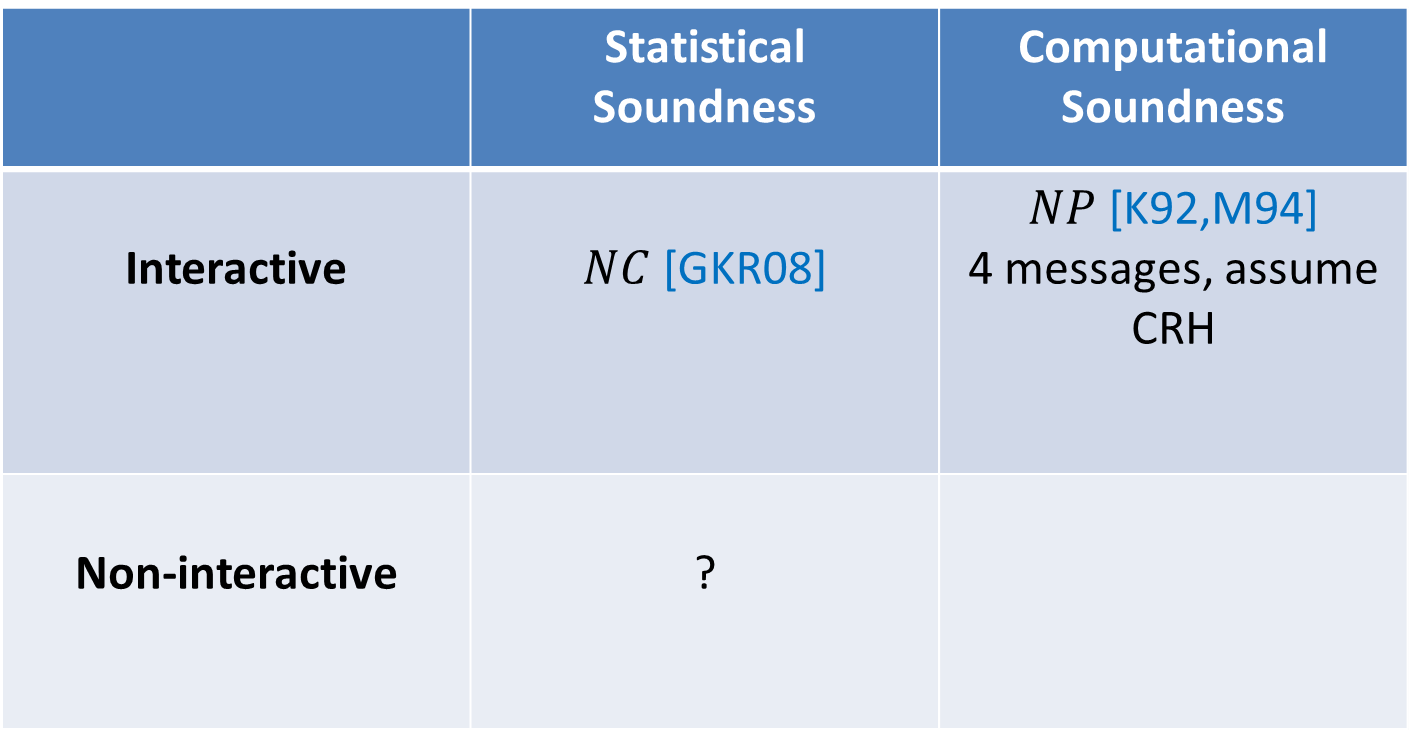 Statistical
Soundness
Computational
Soundness
Interactive
NC [GKR08]
NP [K92,M94]
4 messages, assume
CRH
Non-interactive
?